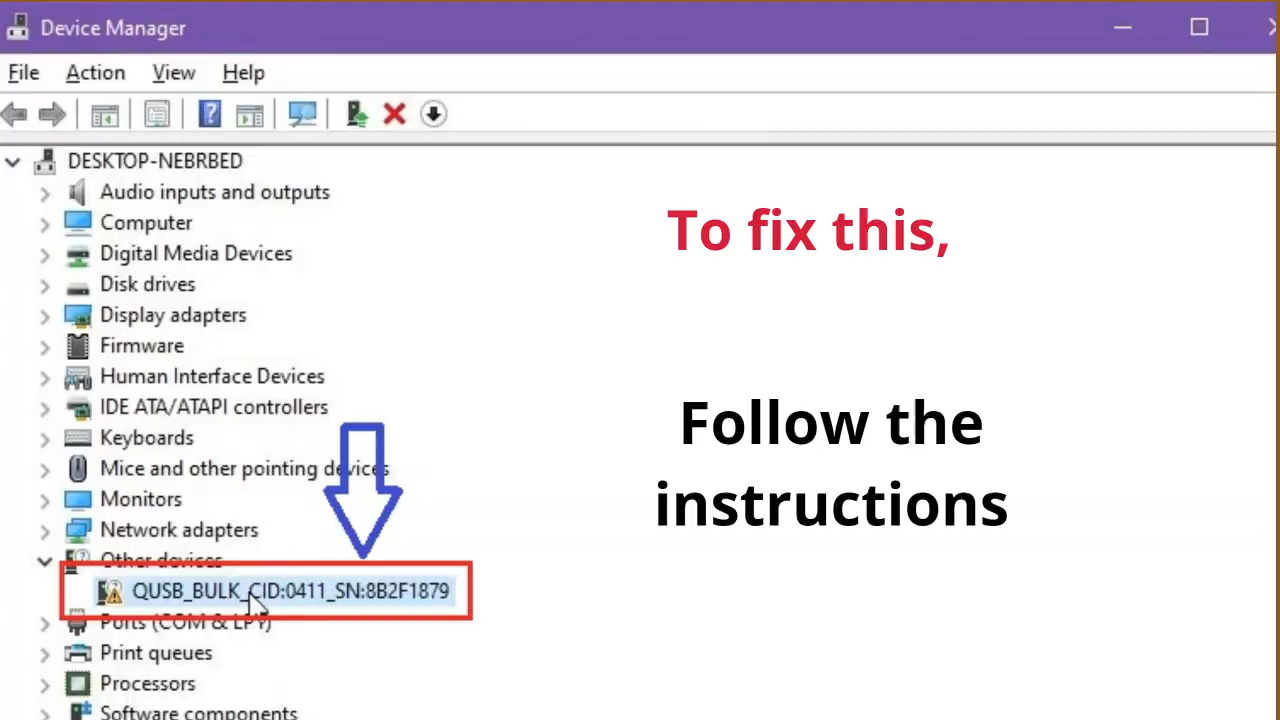 Device Manager
File Action View Help
DESKTOP-NEBRBED
Audio inputs and outputs
Computer
Digital Media Devices
Disk drives
Display adapters
Firmware
Human Interface Devices
IDE ATA/ATAPI controllers
Keyboards
Mice and other pointing devices
Monitors
Network adapters
Other devices
QUSB_BULK_CID:0411_SN:8B2F1879
Ports (COM & LPT)
Print queues
Processors
Software components
To fix this,
Follow the
instructions